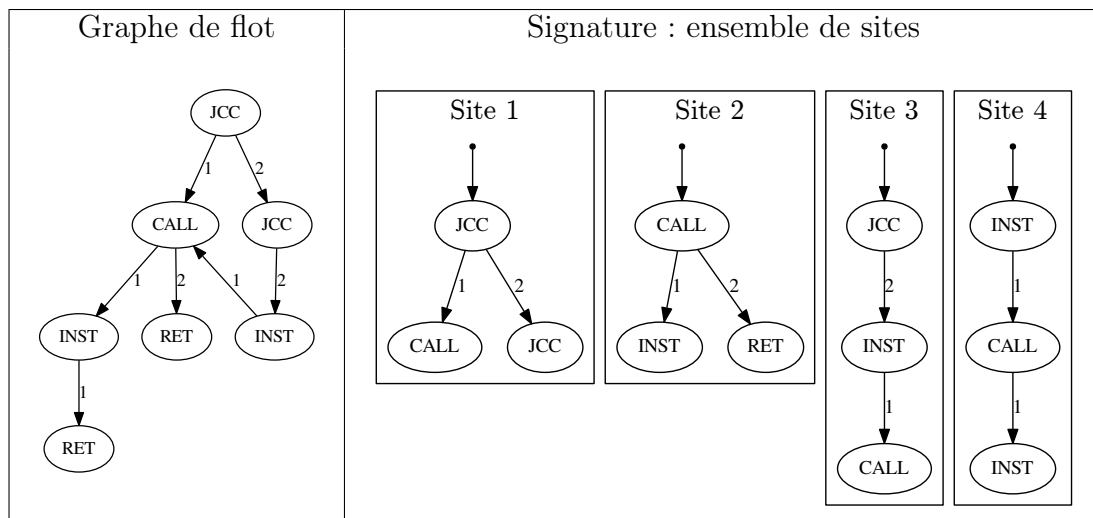 Graphe de flot
Signature : ensemble de sites
JCC
1
2
CALL
JCC
1
2
1
2
INST
RET
INST
1
RET
Site 1
JCC
1
2
CALL
JCC
Site 2
CALL
1
2
INST
RET
Site 3
JCC
2
INST
1
CALL
Site 4
INST
1
CALL
1
INST